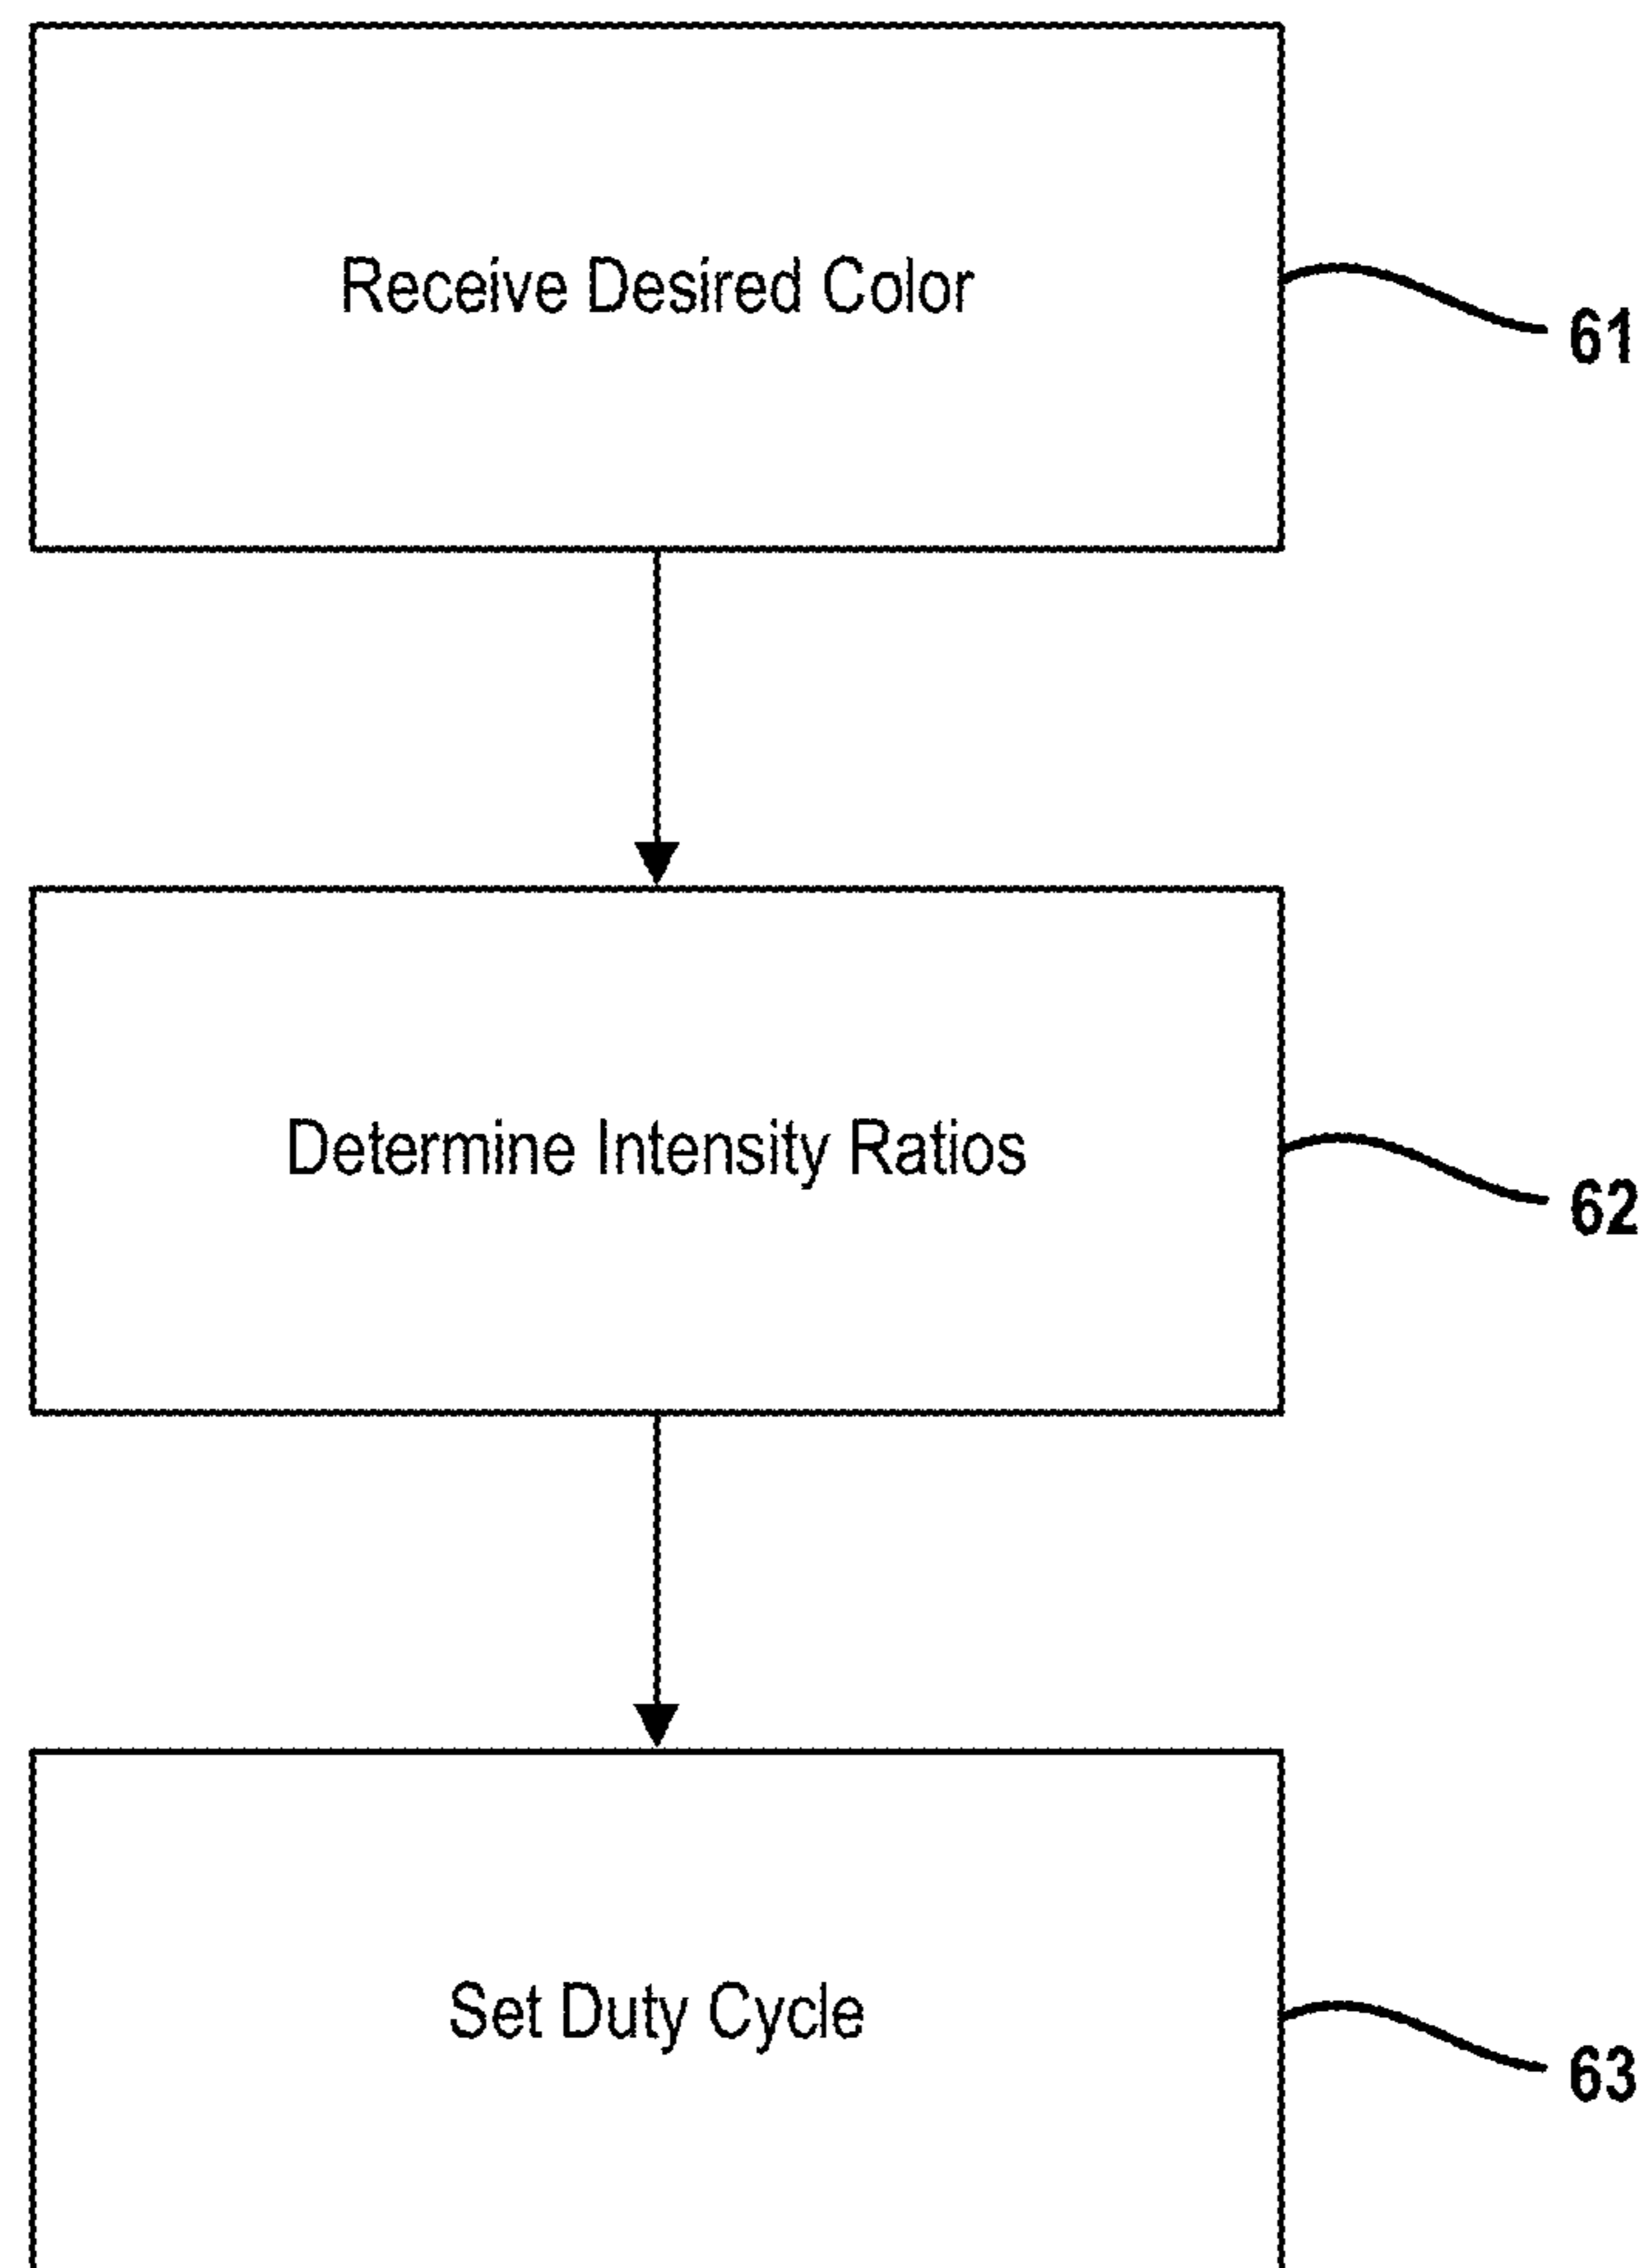 Receive Desired Color
61
Determine Intensity Ratios
62
Set Duty Cycle
63